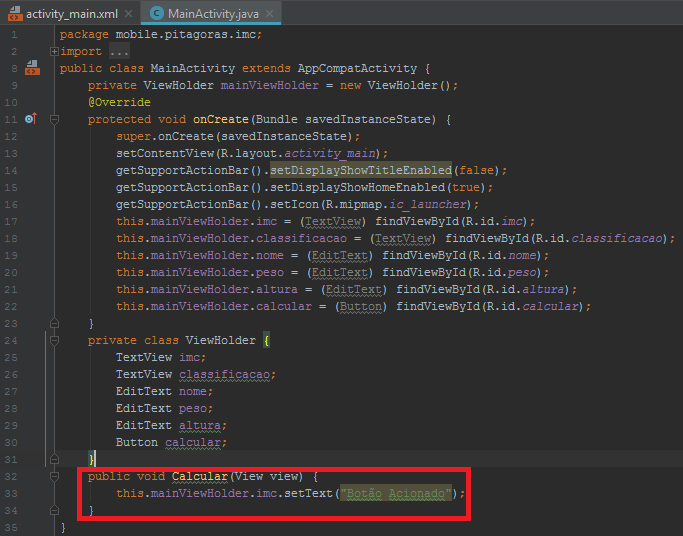 activity_main.xml × MainActivity.java ×
1 package mobile.pitagoras.imc;
2 import ...
8 public class MainActivity extends AppCompatActivity {
9 private ViewHolder mainViewHolder = new ViewHolder();
10 @Override
11 protected void onCreate(Bundle savedInstanceState) {
12 super.onCreate(savedInstanceState);
13 setContentView(R.layout.activity_main);
14 getSupportActionBar().setDisplayShowTitleEnabled(false);
15 getSupportActionBar().setDisplayShowHomeEnabled(true);
16 getSupportActionBar().setIcon(R.mipmap.ic_launcher);
17 this.mainViewHolder.imc = (TextView) findViewById(R.id.imc);
18 this.mainViewHolder.classificacao = (TextView) findViewById(R.id.classificacao);
19 this.mainViewHolder.nome = (EditText) findViewById(R.id.nome);
20 this.mainViewHolder.peso = (EditText) findViewById(R.id.peso);
21 this.mainViewHolder.altura = (EditText) findViewById(R.id.altura);
22 this.mainViewHolder.calcular = (Button) findViewById(R.id.calcular);
23 }
24 private class ViewHolder {
25 TextView imc;
26 TextView classificacao;
27 EditText nome;
28 EditText peso;
29 EditText altura;
30 Button calcular;
31 }
32 public void Calcular(View view) {
33 this.mainViewHolder.imc.setText("Botão Acionado");
34 }
35 }